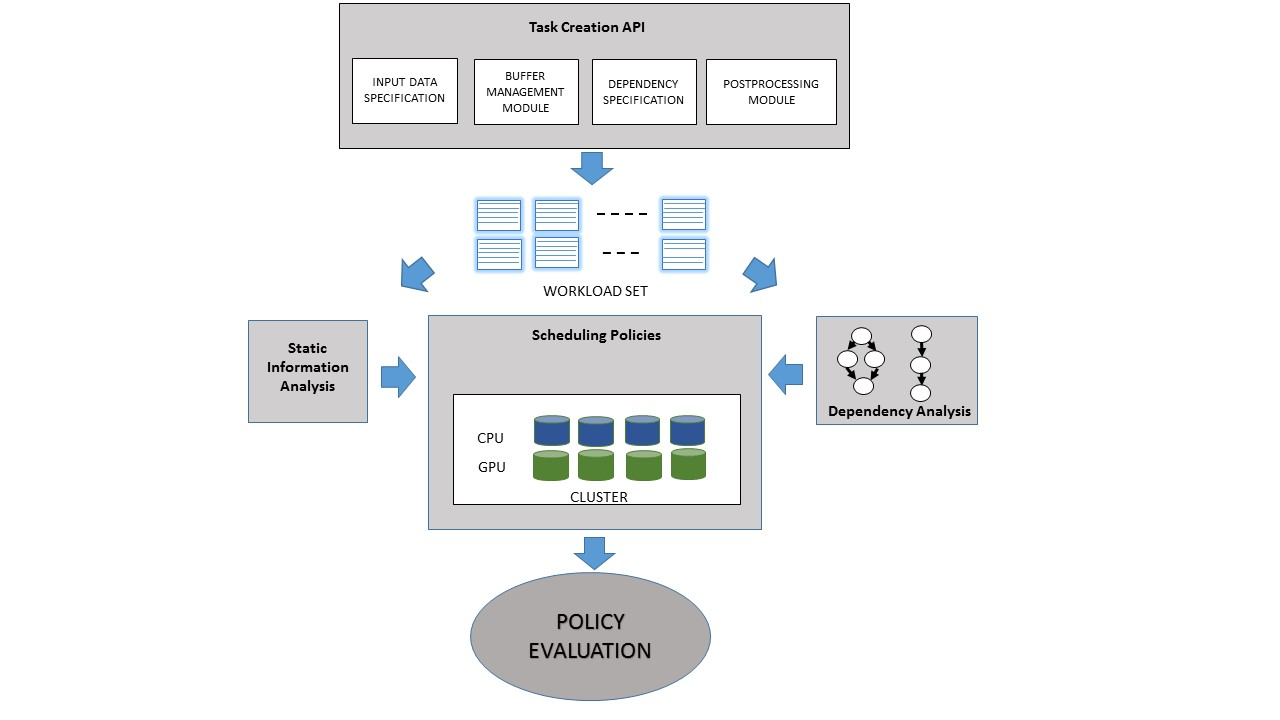 Task Creation API
INPUT DATA
SPECIFICATION
BUFFER
MANAGEMENT
MODULE
DEPENDENCY
SPECIFICATION
POSTPROCESSING
MODULE
WORKLOAD SET
Static
Information
Analysis
Scheduling Policies
CPU
GPU
CLUSTER
Dependency Analysis
POLICY
EVALUATION